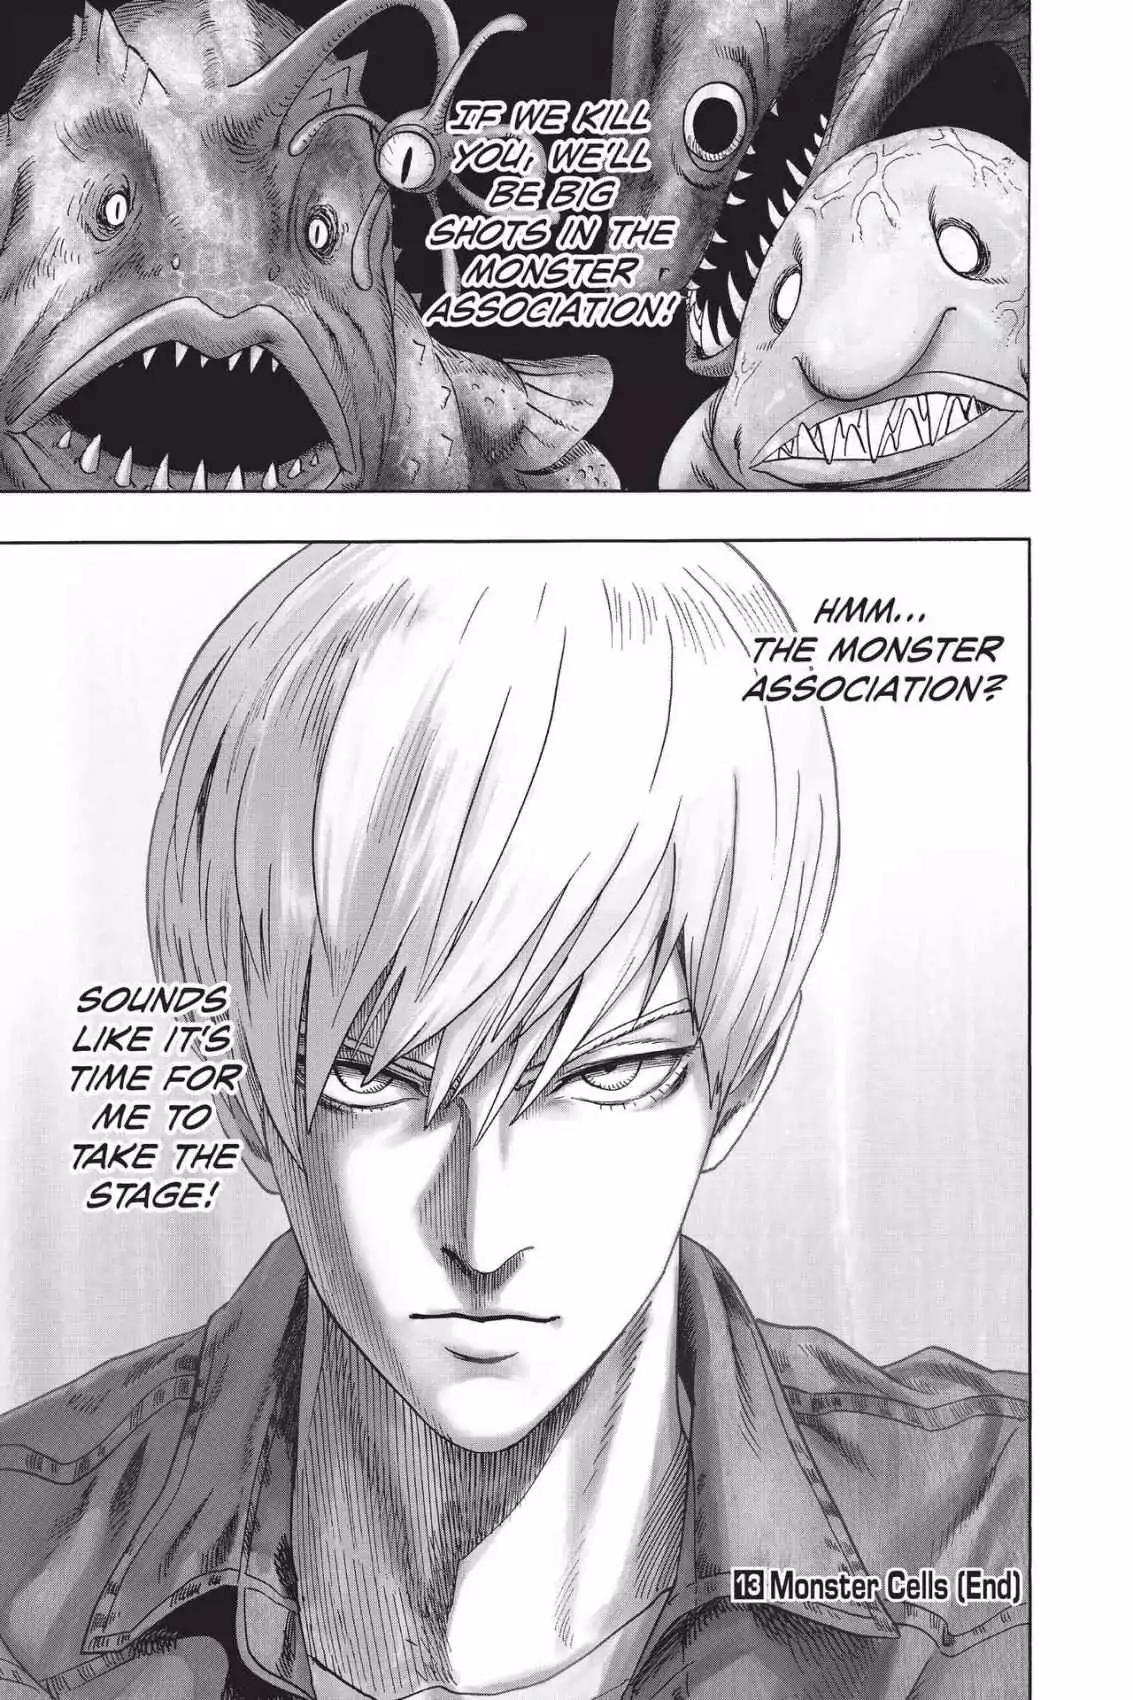 IF WE KILL
YOU, WE'LL
BE BIG
SHOTS IN THE
MONSTER
ASSOCIATION!
HMM...
THE MONSTER
ASSOCIATION?
SOUNDS
LIKE IT'S
TIME FOR
ME TO
TAKE THE
STAGE!
13 Monster Cells (End)